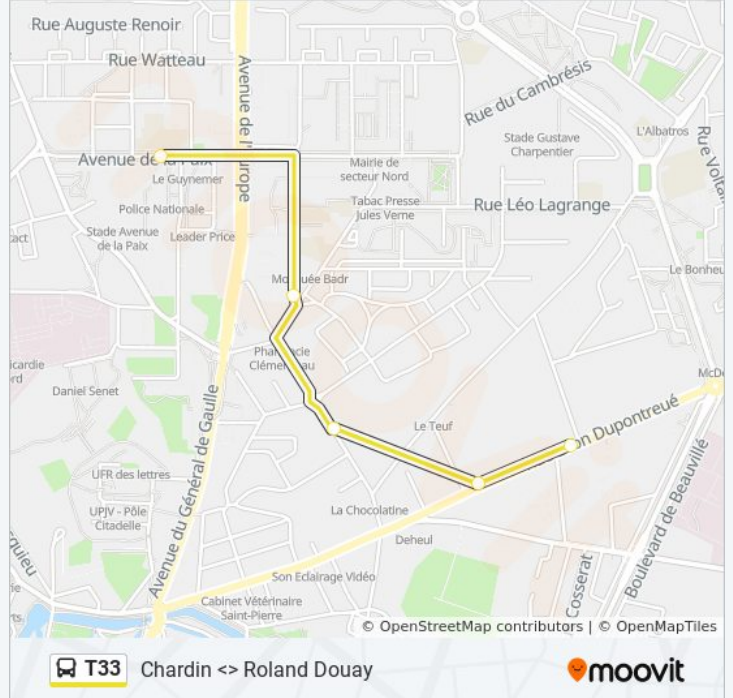 Rue Auguste Renoir
Rue Watteau
Avenue de l'Europe
Rue du Cambrésis
Stade Gustave
Charpentier
L'Albatros
Avenue de la Paix
Le Guynemer
Mairie de
secteur Nord
Police Nationale
Tabac Presse
Jules Verne
Rue Léo Lagrange
Stade Avenue
de la Paix
Leader Price
Mosquée Badr
Le Bonheu
Pharmacie
Clémenceau
Daniel Senet
McDo
Le Teuf
on Dupontreué
Avenue du Général de Gaulle
Boulevard de Beauvillé
UFR des lettres
UPJV - Pôle
Citadelle
La Chocolatine
Deheul
Son Eclairage Vidéo
Cosserat
Cabinet Vétérinaire
Saint-Pierre
© OpenStreetMap contributors | © OpenMapTiles
T33 Chardin <> Roland Douay
moovit